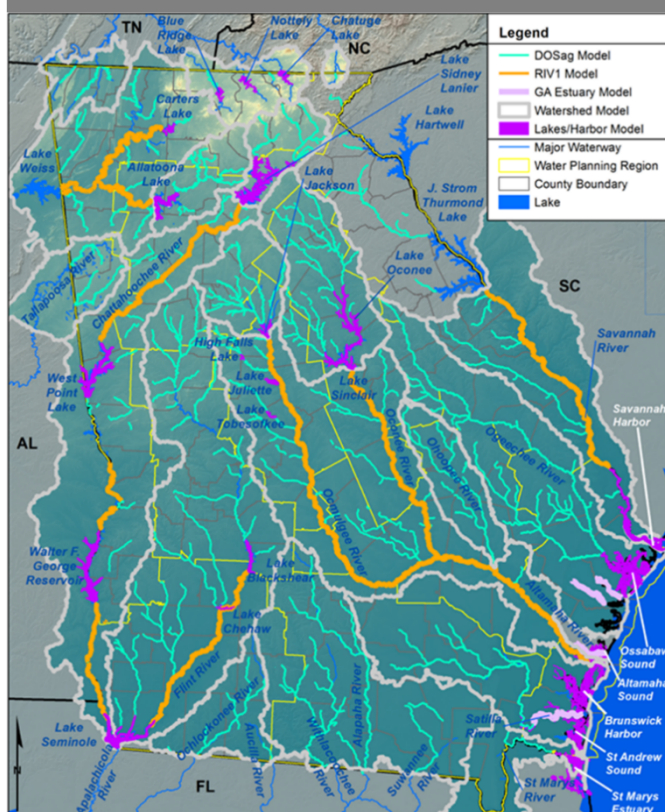 TN
Blue
Ridge
Lake
Nottely
Lake
Chatuge
Lake
NC
Lake
Sidney
Lanier
Legend
DOSag Model
RIV1 Model
GA Estuary Model
Watershed Model
Lakes/Harbor Model
Major Waterway
Water Planning Region
County Boundary
Lake
Carters
Lake
Lake
Hartwell
Lake
Weiss
Allatoona
Lake
Lake
Jackson
J. Strom
Thurmond
Lake
Tallapoosa River
Chattahoochee River
Lake
Oconee
SC
High Falls
Lake
Savannah
River
West
Point
Lake
Lake
Juliette
Lake
Sinclair
Lake
Tobesofkee
Savannah
Harbor
AL
Oconee River
Ohoopee River
Ogeechee River
Ocmulgee River
Walter F.
George
Reservoir
Lake
Blackshear
Lake
Chehaw
Altamaha River
Ossabaw
Sound
Flint River
Altamaha
Sound
Ochlockonee River
Alapaha River
Satilla
River
Brunswick
Harbor
Lake
Seminole
Apalachicola
River
Aucilla River
Withlacoochee
River
Suwannee
River
St Andrew
Sound
N
FL
St Marys
River
St Marys
Estuary